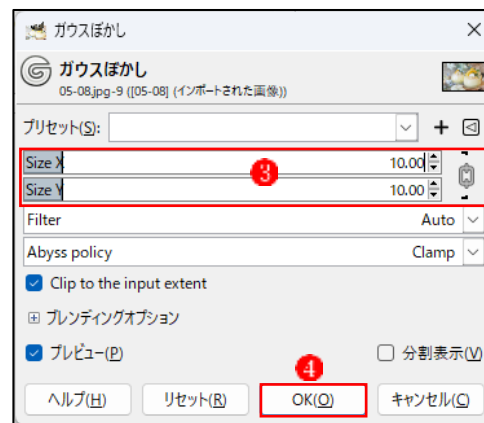 ガウスぼかし
ガウスぼかし
05-08.jpg-9 ([05-08] (インポートされた画像))
プリセット(S):
Size X 10.00
3
Size Y 10.00
Filter Auto
Abyss policy Clamp
Clip to the input extent
ブレンディングオプション
プレビュー(P) 分割表示(V)
4
ヘルプ(H) リセット(R) OK(O) キャンセル(C)